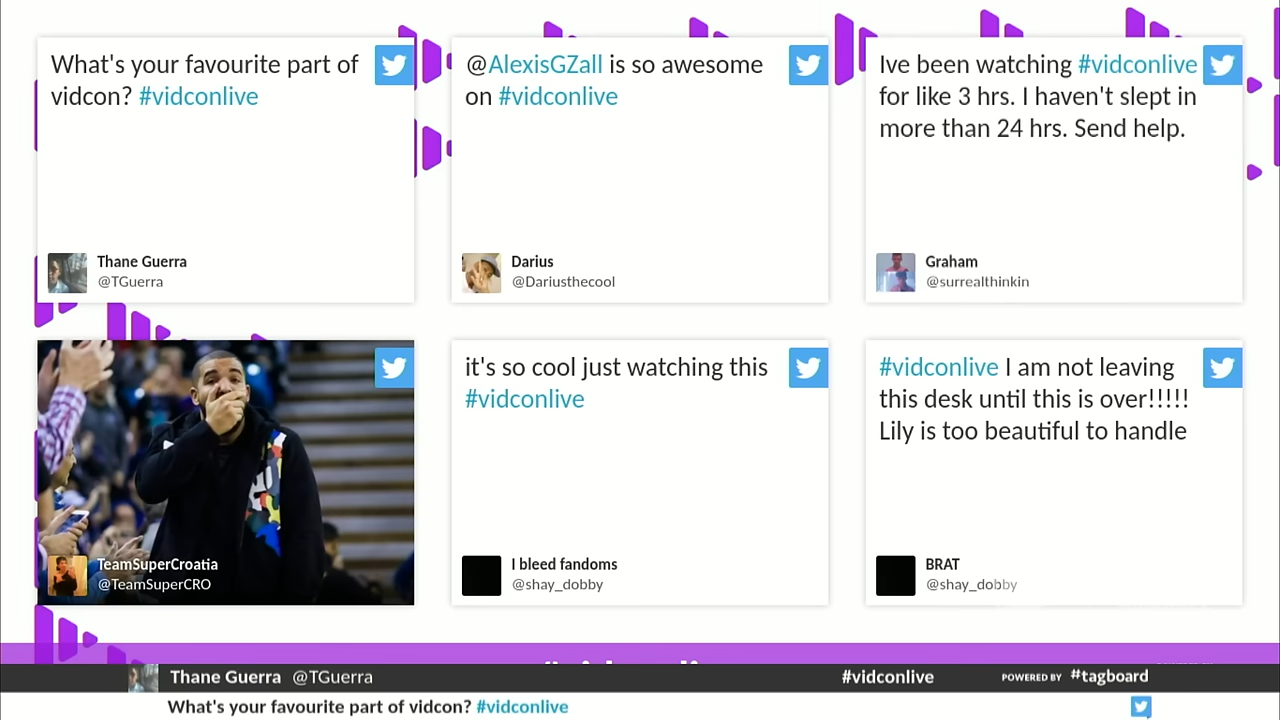 What's your favourite part of
vidcon? #vidconlive
Thane Guerra
@TGuerra
@AlexisGZall is so awesome
on #vidconlive
Darius
@Dariusthecool
Ive been watching #vidconlive
for like 3 hrs. I haven't slept in
more than 24 hrs. Send help.
Graham
@surrealthinkin
TeamSuperCroatia
@TeamSuperCRO
it's so cool just watching this
#vidconlive
I bleed fandoms
@shay_dobby
#vidconlive I am not leaving
this desk until this is over!!!!!
Lily is too beautiful to handle
BRAT
@shay_dobby
Thane Guerra @TGuerra
#vidconlive
POWERED BY #tagboard
What's your favourite part of vidcon? #vidconlive